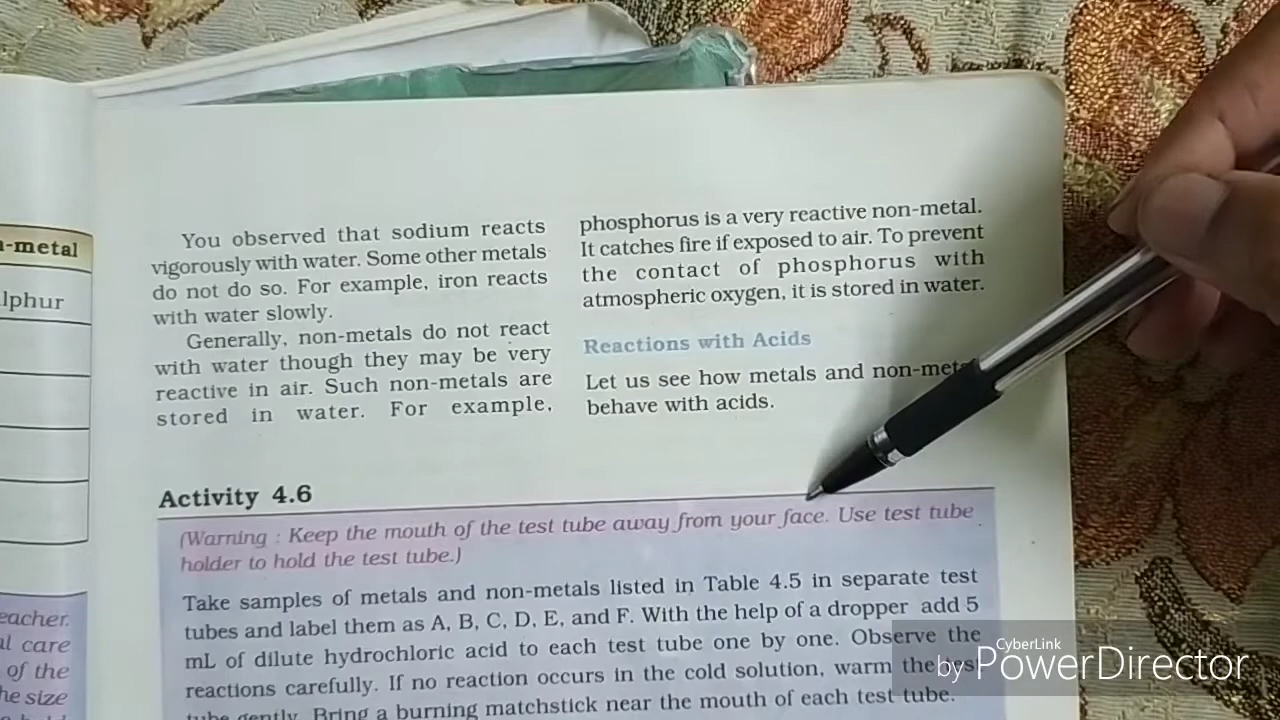 -metal
lphur
eacher.
al care
of the
he size
You observed that sodium reacts
vigorously with water. Some other metals
do not do so. For example, iron reacts
with water slowly.
Generally, non-metals do not react
with water though they may be very
reactive in air. Such non-metals are
stored in water. For example,
phosphorus is a very reactive non-metal.
It catches fire if exposed to air. To prevent
the contact of phosphorus with
atmospheric oxygen, it is stored in water.
Reactions with Acids
Let us see how metals and non-met
behave with acids.
Activity 4.6
(Warning : Keep the mouth of the test tube away from your face. Use test tube
holder to hold the test tube.)
Take samples of metals and non-metals listed in Table 4.5 in separate test
tubes and label them as A, B, C, D, E, and F. With the help of a dropper add 5
mL of dilute hydrochloric acid to each test tube one by one. Observe the
reactions carefully. If no reaction occurs in the cold solution, warm the test
tube gently. Bring a burning matchstick near the mouth of each test tube.
CyberLink
by PowerDirector